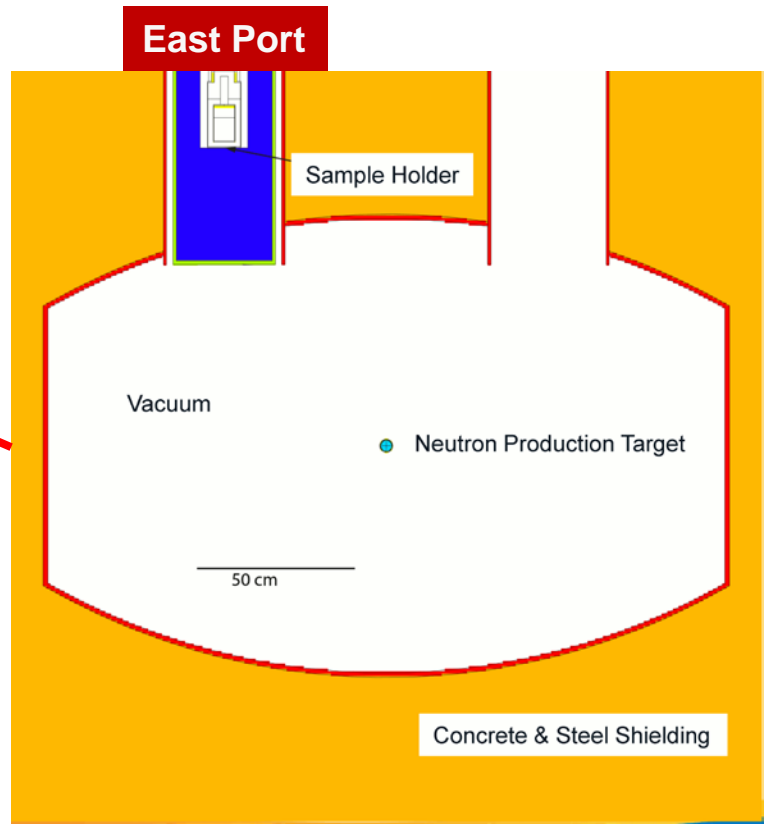 East Port
Sample Holder
Vacuum
Neutron Production Target
50 cm
Concrete & Steel Shielding